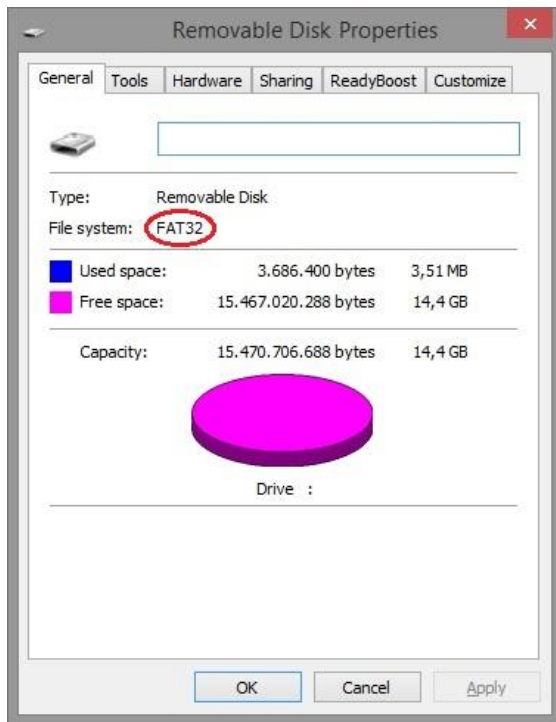 Removable Disk Properties
General Tools Hardware Sharing ReadyBoost Customize
Type: Removable Disk
File system: FAT32
Used space: 3.686.400 bytes 3,51 MB
Free space: 15.467.020.288 bytes 14,4 GB
Capacity: 15.470.706.688 bytes 14,4 GB
Drive :
OK Cancel Apply